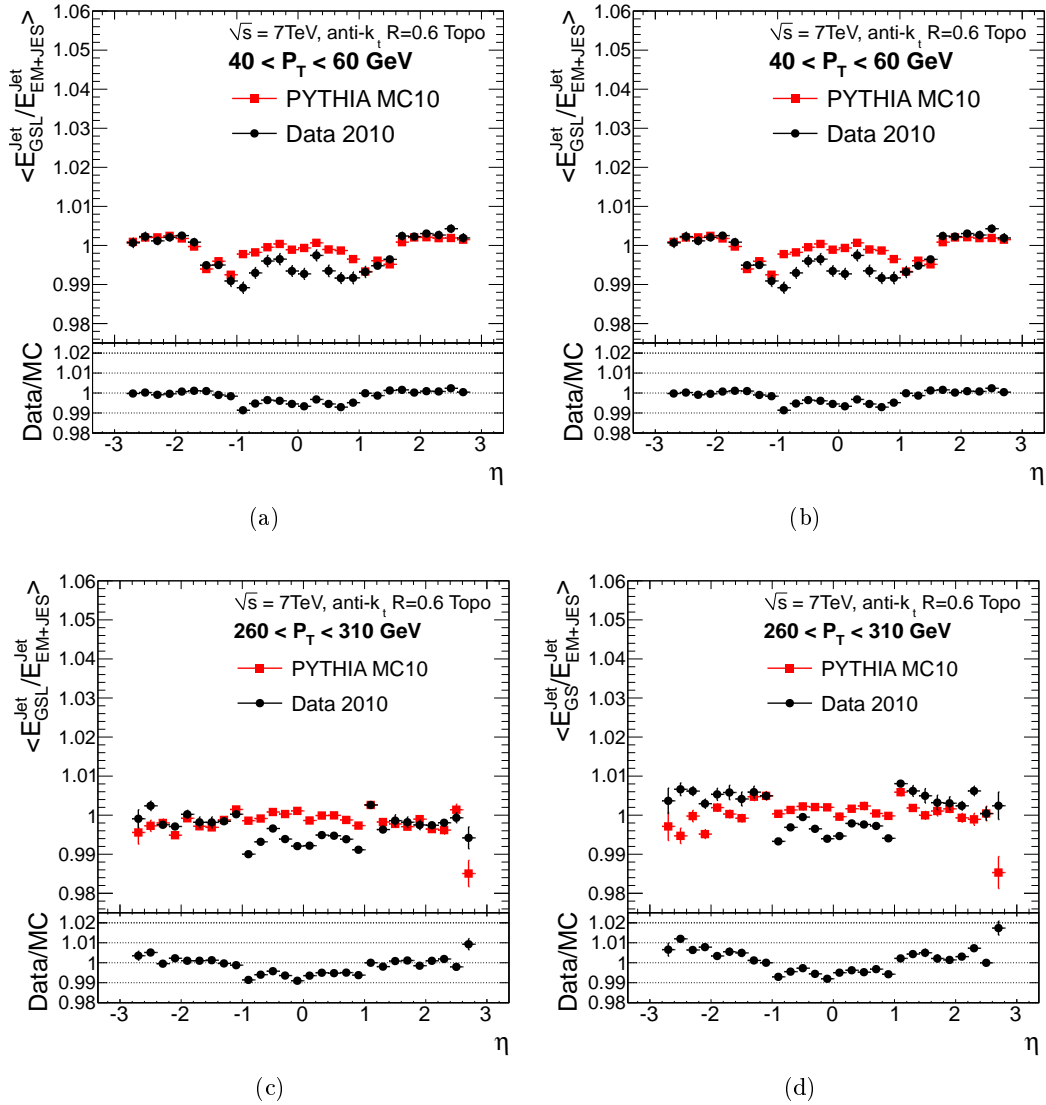 √s = 7TeV, anti-k_t R=0.6 Topo
40 < P_T < 60 GeV
PYTHIA MC10
Data 2010
<E^Jet_GSL/E^Jet_EM+JES>
1.06
1.05
1.04
1.03
1.02
1.01
1
0.99
0.98
Data/MC
1.02
1.01
1
0.99
0.98
-3 -2 -1 0 1 2 3
η
(a)
√s = 7TeV, anti-k_t R=0.6 Topo
40 < P_T < 60 GeV
PYTHIA MC10
Data 2010
<E^Jet_GSL/E^Jet_EM+JES>
1.06
1.05
1.04
1.03
1.02
1.01
1
0.99
0.98
Data/MC
1.02
1.01
1
0.99
0.98
-3 -2 -1 0 1 2 3
η
(b)
√s = 7TeV, anti-k_t R=0.6 Topo
260 < P_T < 310 GeV
PYTHIA MC10
Data 2010
<E^Jet_GSL/E^Jet_EM+JES>
1.06
1.05
1.04
1.03
1.02
1.01
1
0.99
0.98
Data/MC
1.02
1.01
1
0.99
0.98
-3 -2 -1 0 1 2 3
η
(c)
√s = 7TeV, anti-k_t R=0.6 Topo
260 < P_T < 310 GeV
PYTHIA MC10
Data 2010
<E^Jet_GS/E^Jet_EM+JES>
1.06
1.05
1.04
1.03
1.02
1.01
1
0.99
0.98
Data/MC
1.02
1.01
1
0.99
0.98
-3 -2 -1 0 1 2 3
η
(d)